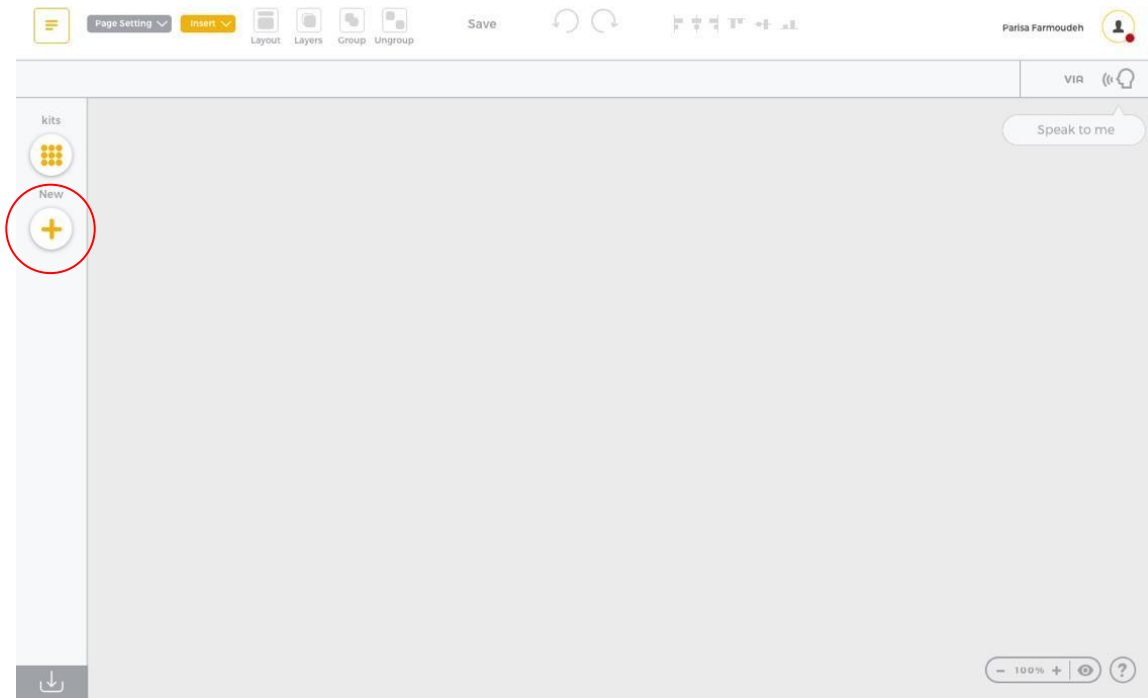 Page Setting
Insert
Layout
Layers
Group
Ungroup
Save
Parisa Farmoudeh
VIA
Speak to me
kits
New
- 100% +
?